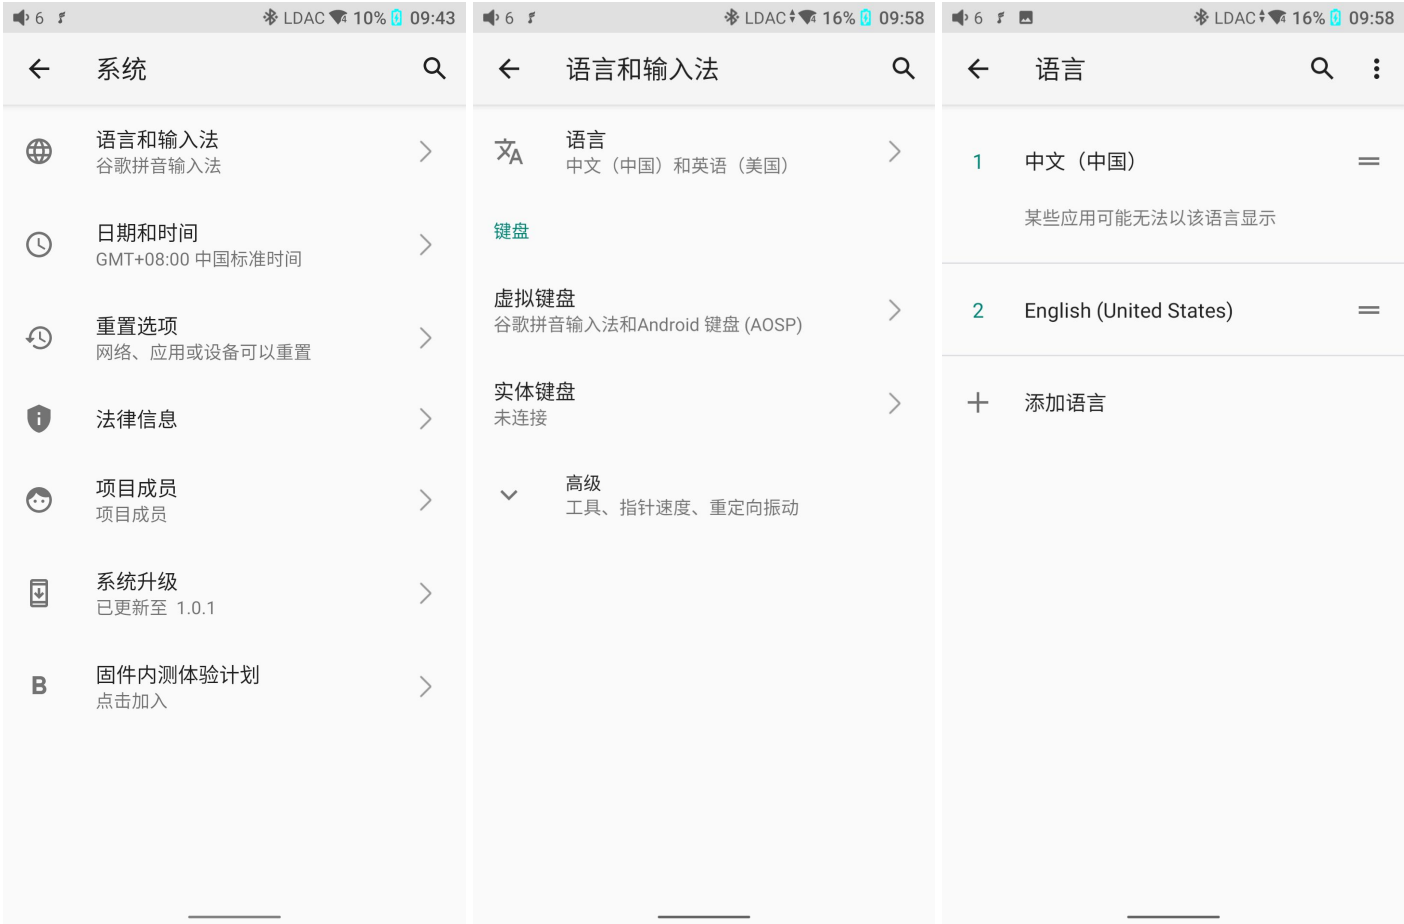 6 LDAC 10% 09:43
系统
语言和输入法
谷歌拼音输入法
日期和时间
GMT+08:00 中国标准时间
重置选项
网络、应用或设备可以重置
法律信息
项目成员
项目成员
系统升级
已更新至 1.0.1
B
固件内测体验计划
点击加入
6 LDAC 16% 09:58
语言和输入法
语言
中文（中国）和英语（美国）
键盘
虚拟键盘
谷歌拼音输入法和Android 键盘 (AOSP)
实体键盘
未连接
高级
工具、指针速度、重定向振动
6 LDAC 16% 09:58
语言
1 中文（中国）
某些应用可能无法以该语言显示
2 English (United States)
添加语言